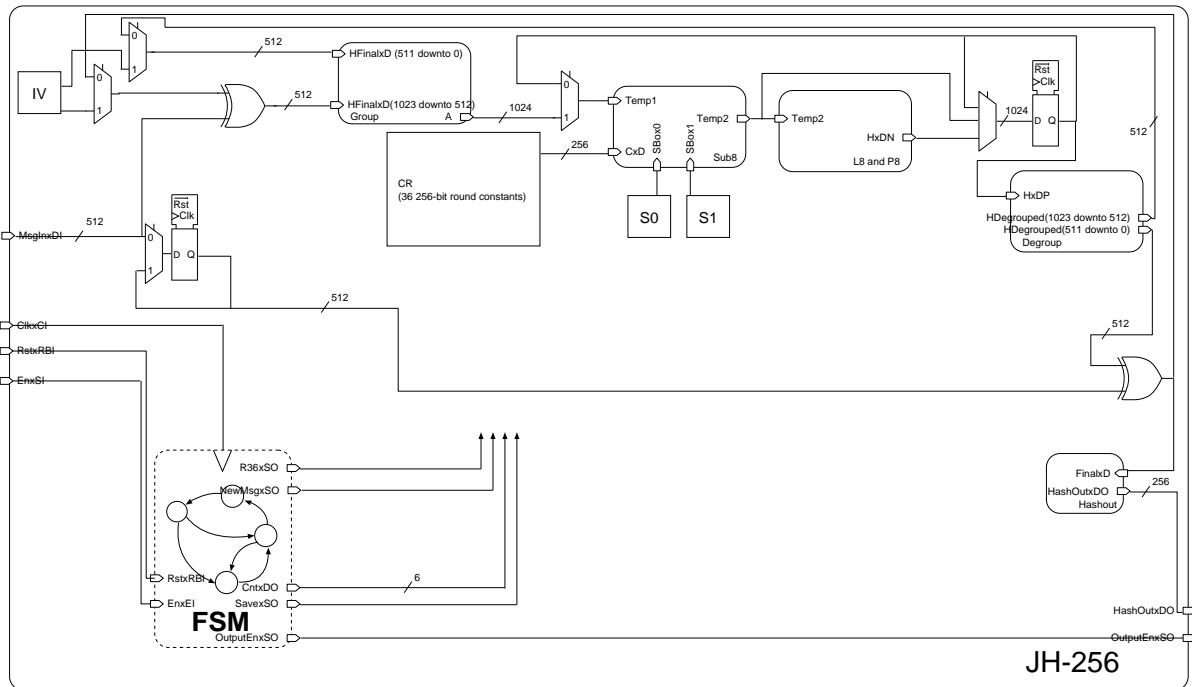 0
1
IV
0
1
512
512
HFinalxD (511 downto 0)
HFinalxD(1023 downto 512)
Group
A
1024
0
1
256
CR
(36 256-bit round constants)
Temp1
CxD
SBox0
SBox1
Temp2
Sub8
S0
S1
Temp2
HxDN
L8 and P8
1024
Rst
>Clk
D
Q
512
HxDP
HDegrouped(1023 downto 512)
HDegrouped(511 downto 0)
Degroup
512
MsgInxDI
512
0
1
Rst
>Clk
D
Q
512
ClkxCI
RstxRBI
EnxSI
R36xSO
NewMsgxSO
RstxRBI
EnxEI
CntxDO
6
SavexSO
FSM
OutputEnxSO
FinalxD
HashOutxDO
Hashout
256
HashOutxDO
OutputEnxSO
JH-256